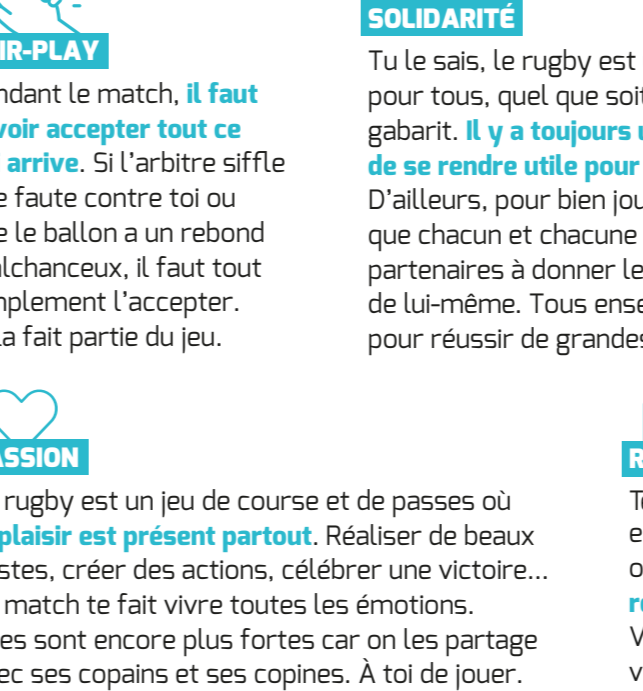 IR-PLAY
ndant le match, il faut
voir accepter tout ce
arrive. Si l'arbitre siffle
e faute contre toi ou
e le ballon a un rebond
alchanceux, il faut tout
mplement l'accepter.
la fait partie du jeu.
SOLIDARITÉ
Tu le sais, le rugby est
pour tous, quel que soit
gabarit. Il y a toujours u
de se rendre utile pour
D'ailleurs, pour bien jou
que chacun et chacune
partenaires à donner le
de lui-même. Tous ense
pour réussir de grandes
ASSION
rugby est un jeu de course et de passes où
plaisir est présent partout. Réaliser de beaux
stes, créer des actions, célébrer une victoire...
match te fait vivre toutes les émotions.
es sont encore plus fortes car on les partage
ec ses copains et ses copines. À toi de jouer.
R
T
e
o
r
V
v